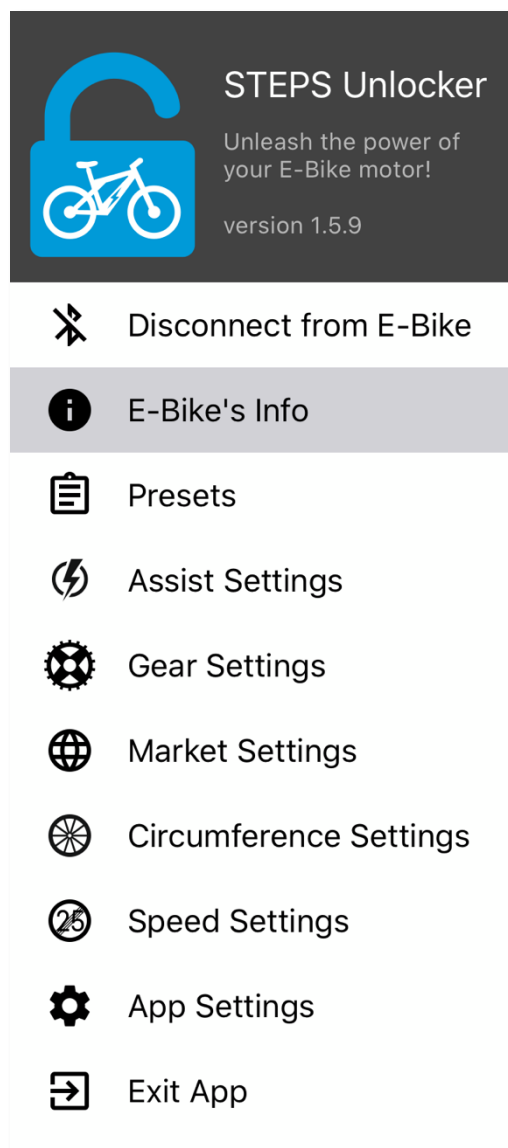 STEPS Unlocker
Unleash the power of
your E-Bike motor!
version 1.5.9
Disconnect from E-Bike
E-Bike's Info
Presets
Assist Settings
Gear Settings
Market Settings
Circumference Settings
25
Speed Settings
App Settings
Exit App